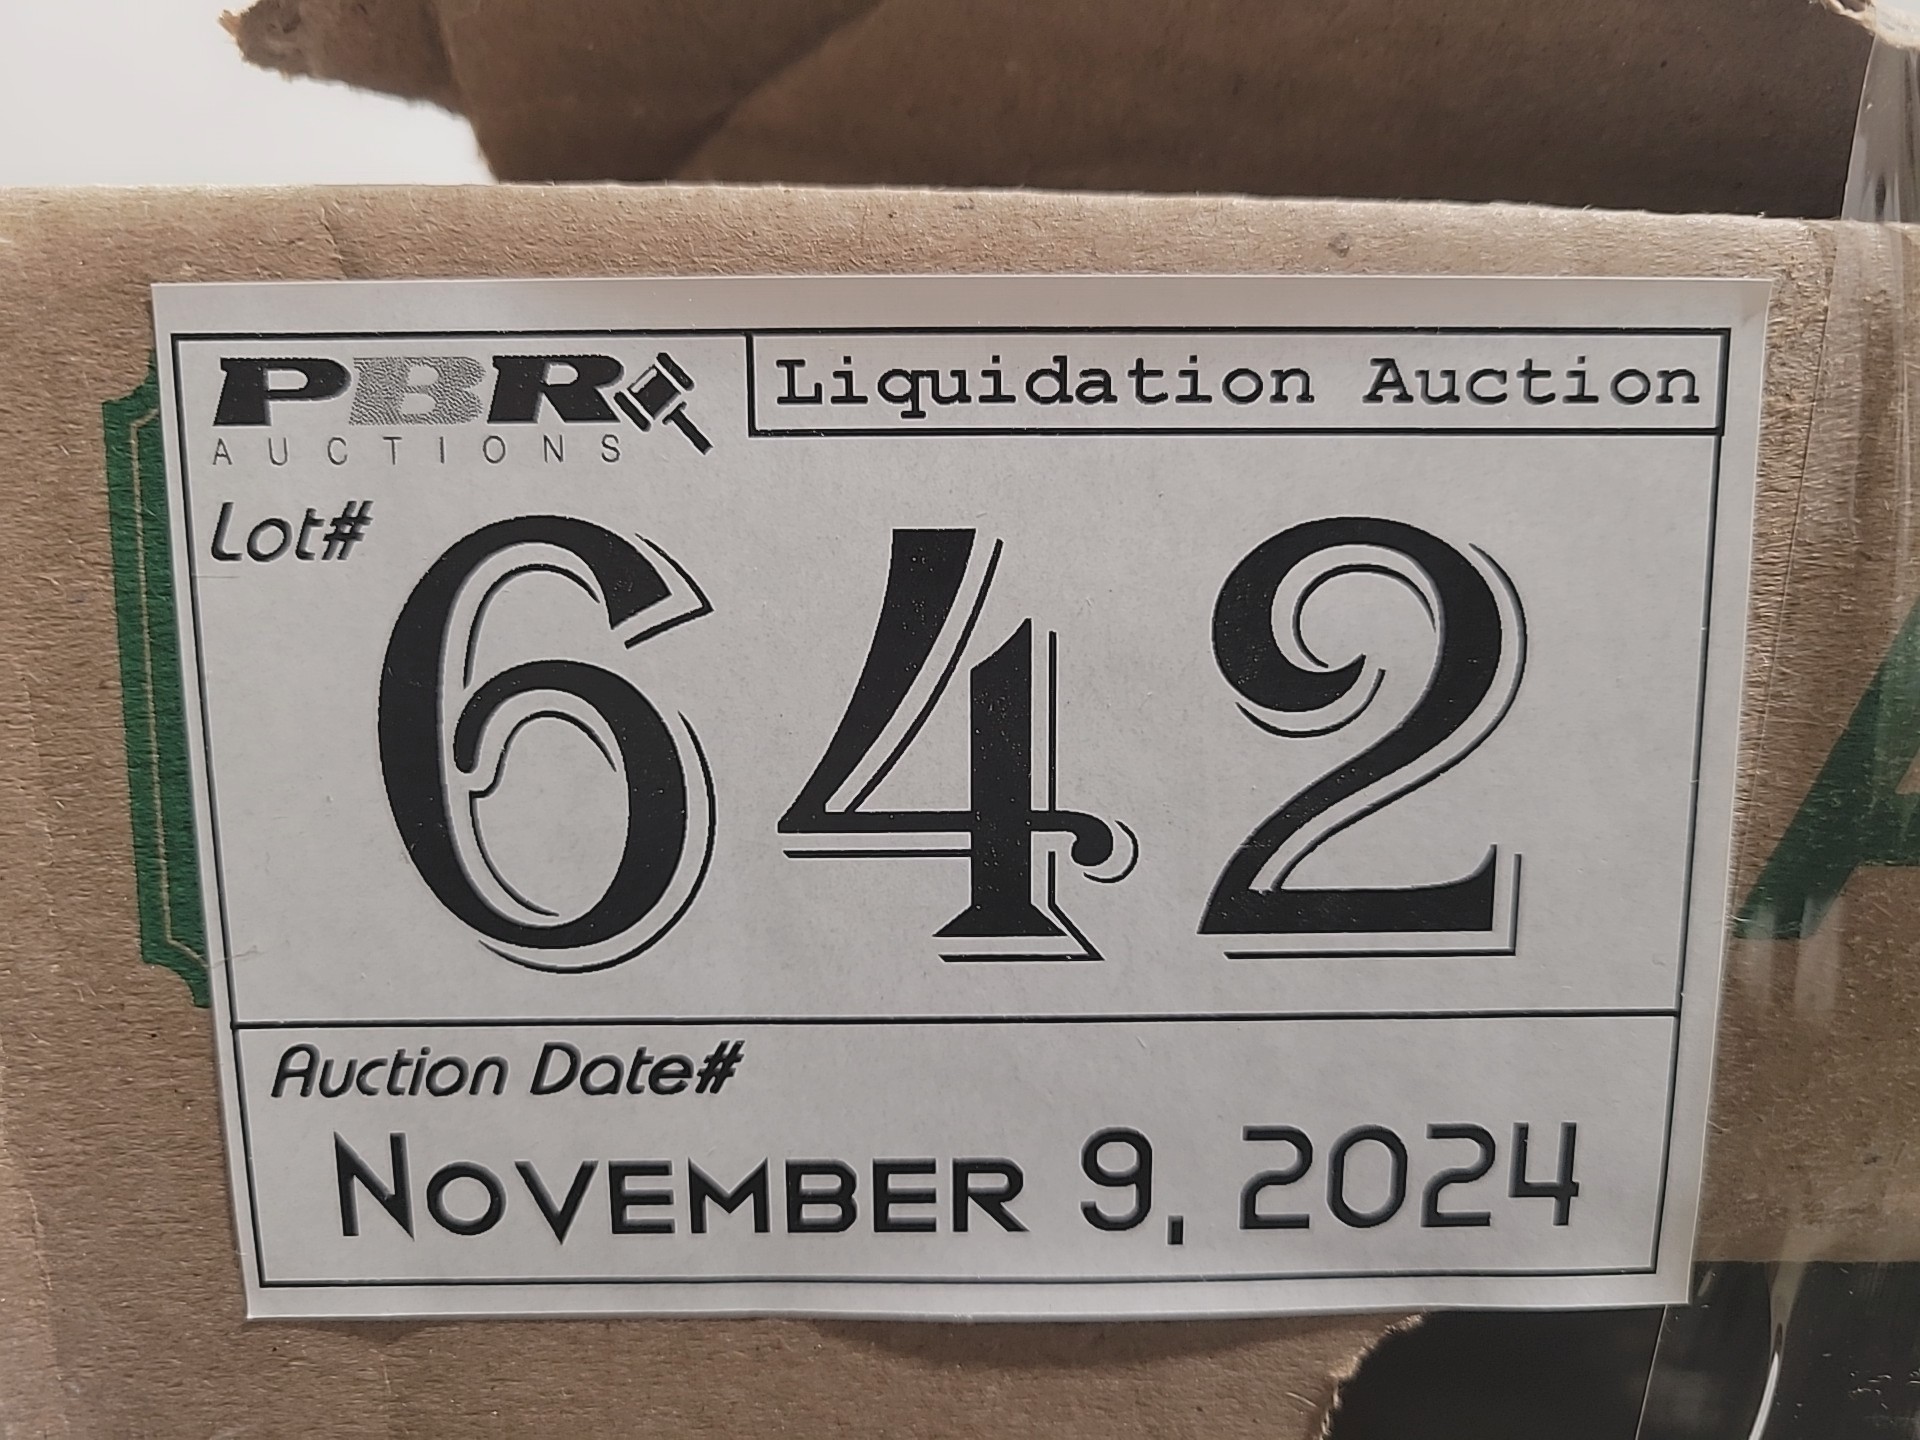 PBR
AUCTIONS
Liquidation Auction
Lot#
642
Auction Date#
NOVEMBER 9, 2024